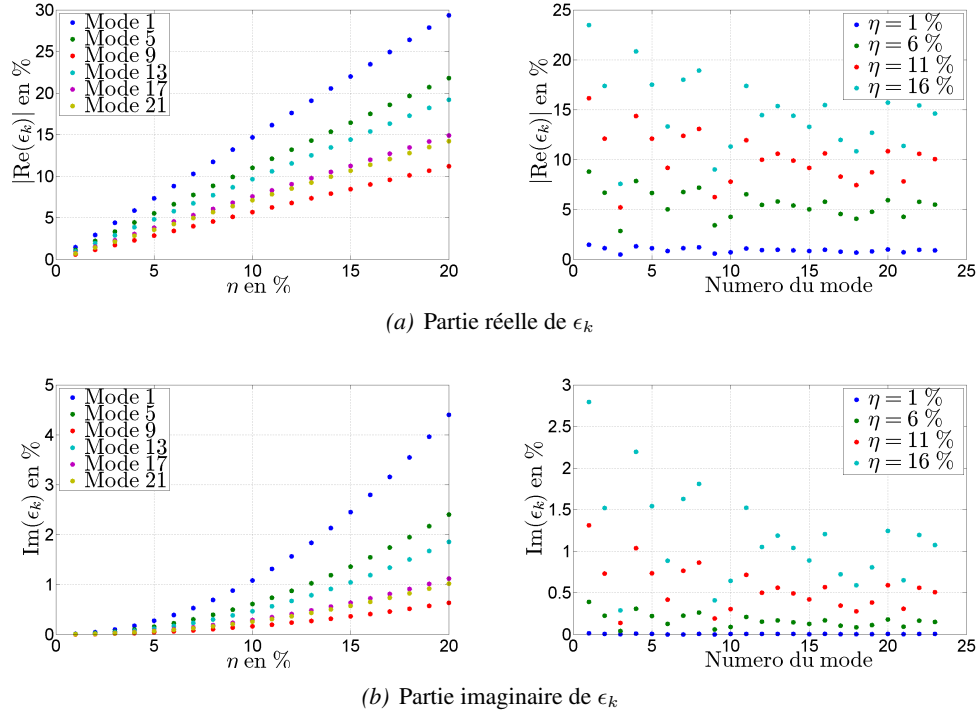 |Re(ϵk)| en %
30
25
20
15
10
5
0
0
5
10
15
20
n en %
Mode 1
Mode 5
Mode 9
Mode 13
Mode 17
Mode 21
|Re(ϵk)| en %
25
20
15
10
5
0
0
5
10
15
20
25
Numero du mode
η = 1 %
η = 6 %
η = 11 %
η = 16 %
(a) Partie réelle de ϵk
Im(ϵk) en %
5
4
3
2
1
0
0
5
10
15
20
n en %
Mode 1
Mode 5
Mode 9
Mode 13
Mode 17
Mode 21
Im(ϵk) en %
3
2.5
2
1.5
1
0.5
0
0
5
10
15
20
25
Numero du mode
η = 1 %
η = 6 %
η = 11 %
η = 16 %
(b) Partie imaginaire de ϵk